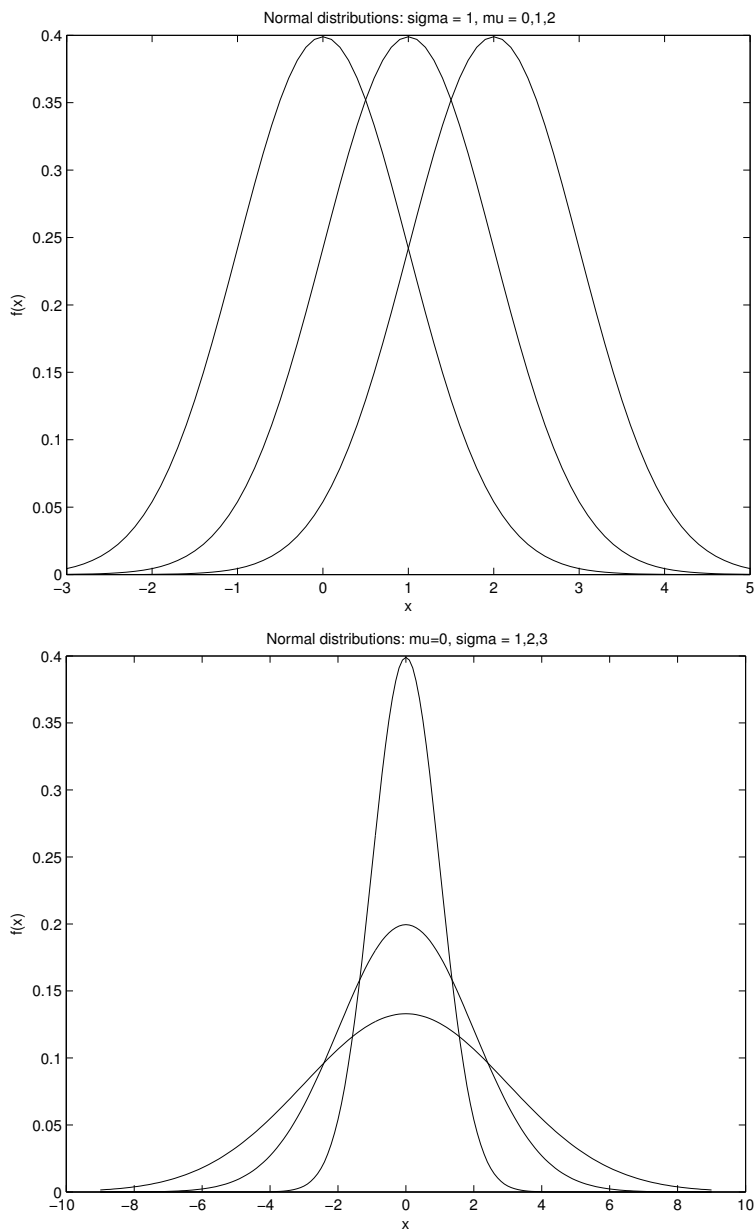 Normal distributions: sigma = 1, mu = 0,1,2
0.4
0.35
0.3
0.25
0.2
0.15
0.1
0.05
0
f(x)
−3 −2 −1 0 1 2 3 4 5
x
Normal distributions: mu=0, sigma = 1,2,3
0.4
0.35
0.3
0.25
0.2
0.15
0.1
0.05
0
f(x)
−10 −8 −6 −4 −2 0 2 4 6 8 10
x